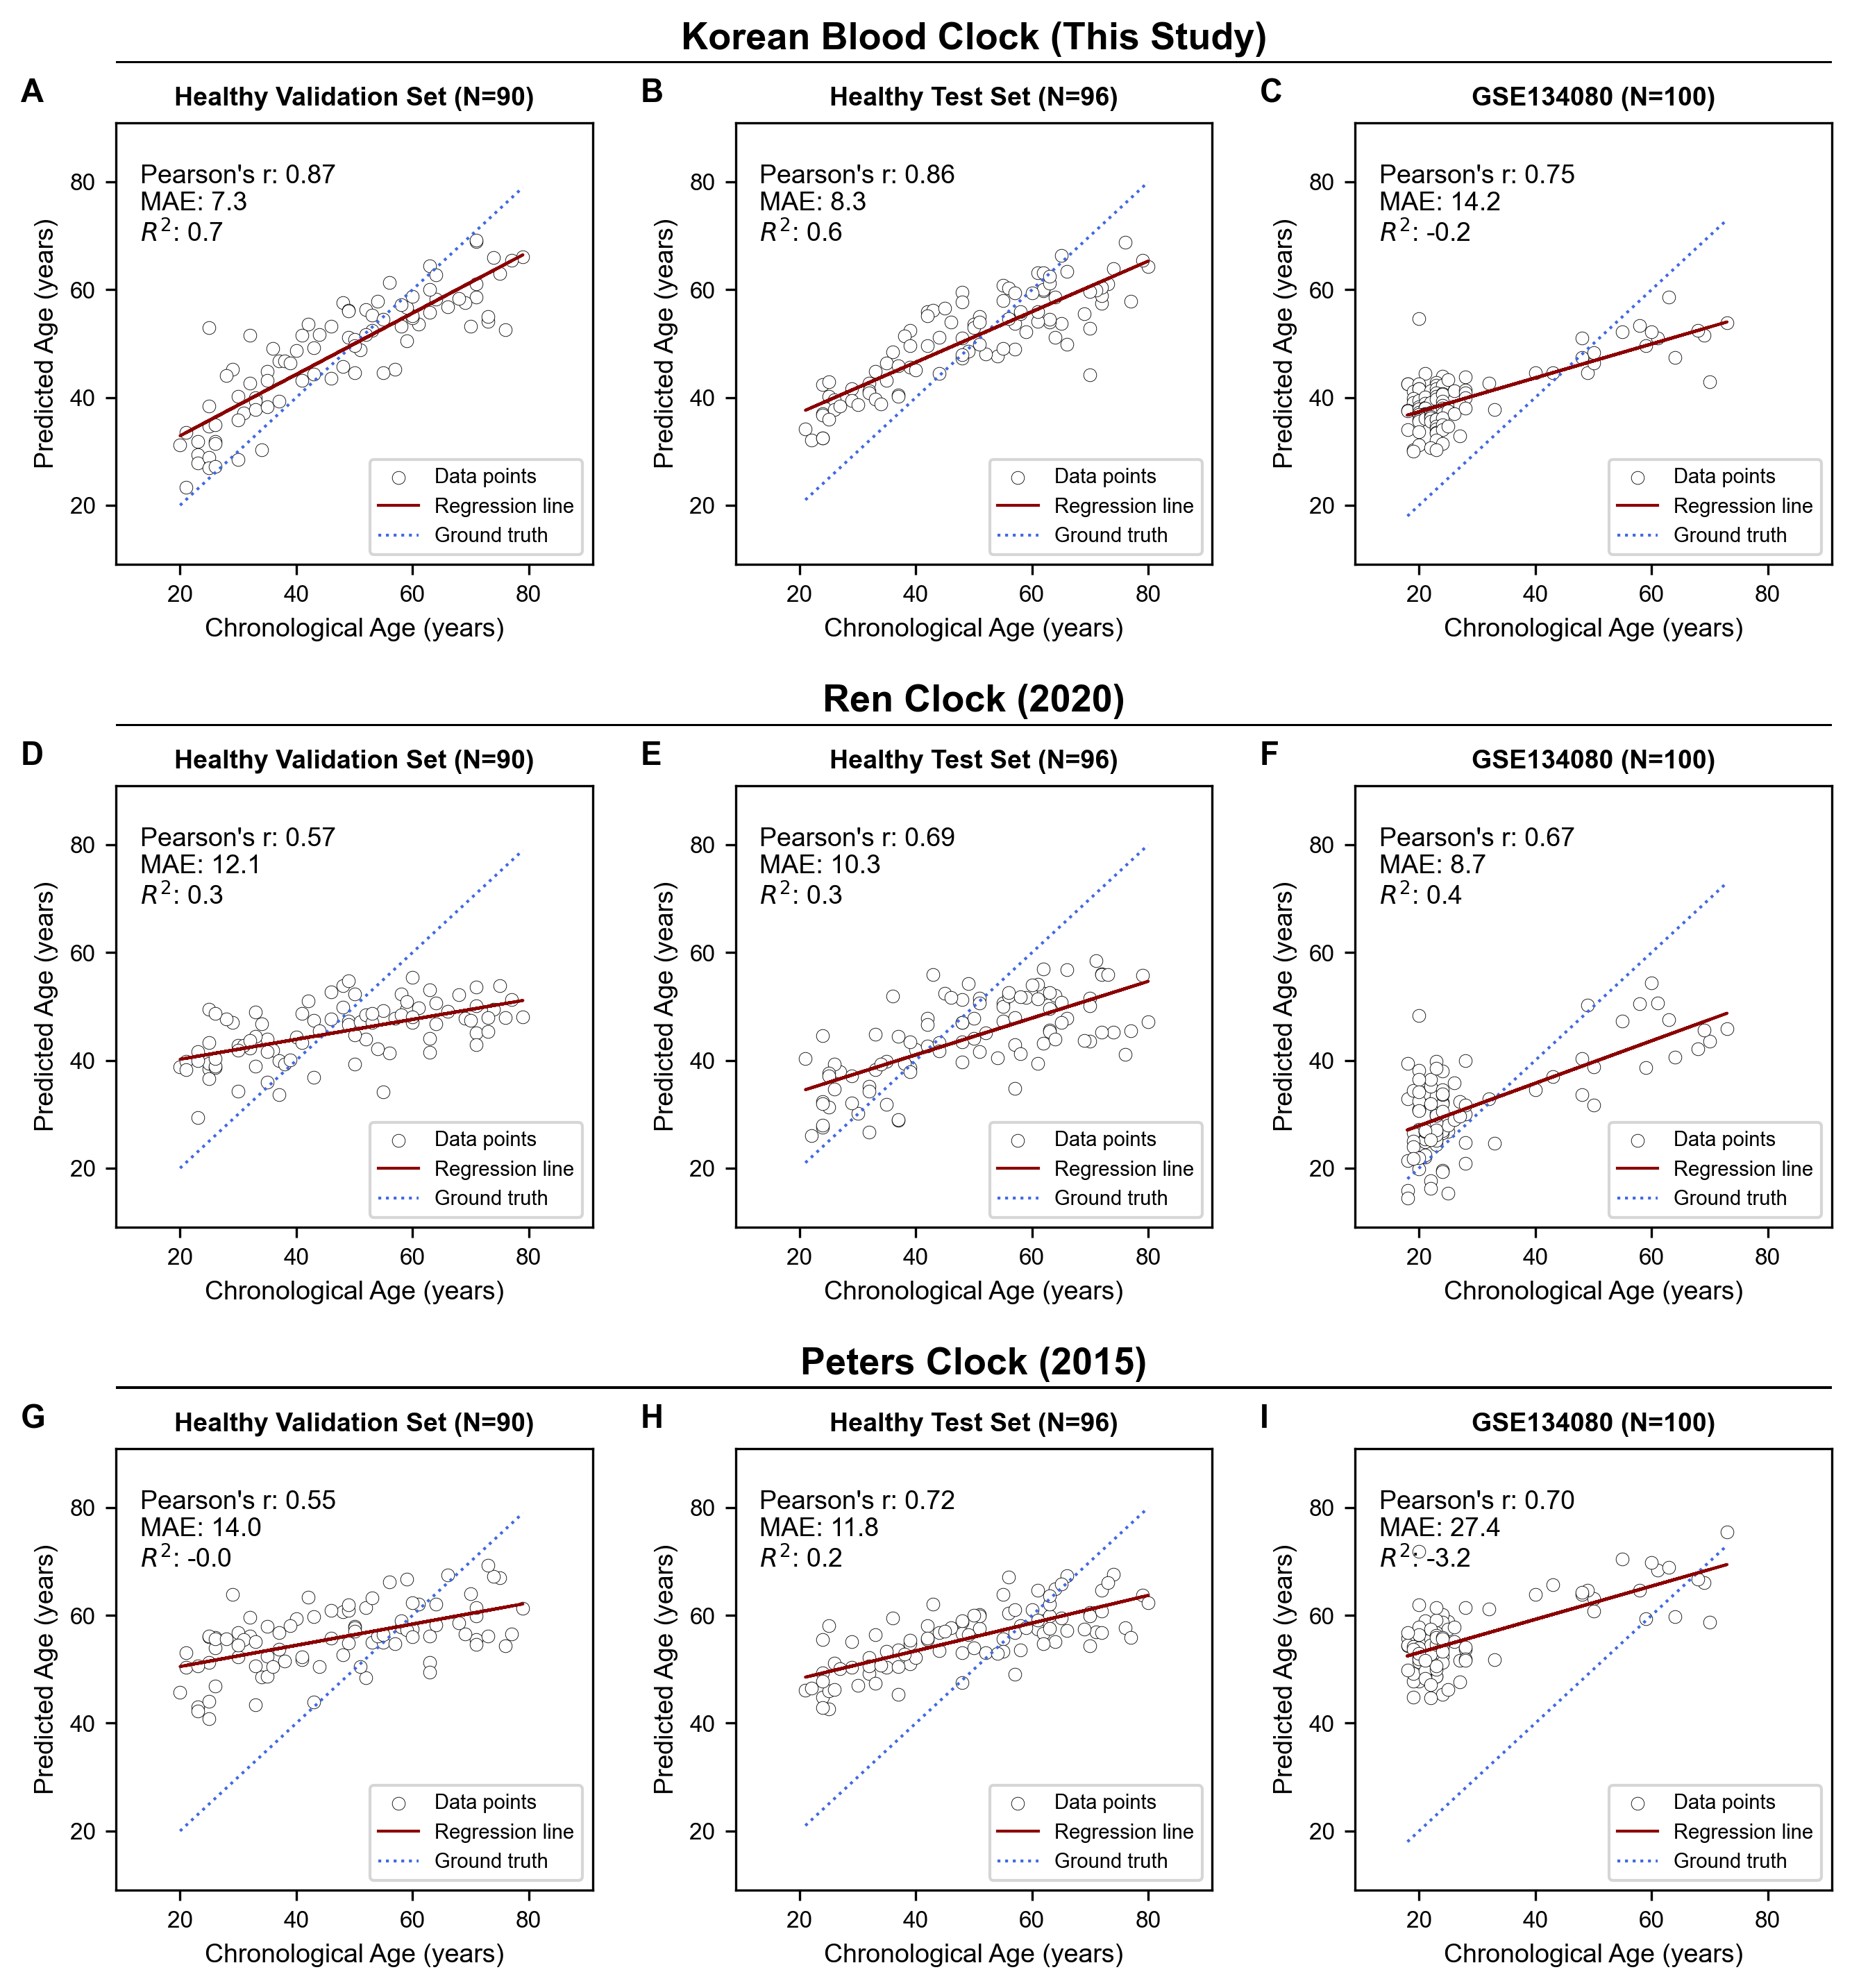 Korean Blood Clock (This Study)
A
Healthy Validation Set (N=90)
Pearson's r: 0.87
MAE: 7.3
R²: 0.7
80
60
40
20
Predicted Age (years)
Data points
Regression line
Ground truth
20 40 60 80
Chronological Age (years)
B
Healthy Test Set (N=96)
Pearson's r: 0.86
MAE: 8.3
R²: 0.6
80
60
40
20
Predicted Age (years)
Data points
Regression line
Ground truth
20 40 60 80
Chronological Age (years)
C
GSE134080 (N=100)
Pearson's r: 0.75
MAE: 14.2
R²: -0.2
80
60
40
20
Predicted Age (years)
Data points
Regression line
Ground truth
20 40 60 80
Chronological Age (years)
Ren Clock (2020)
D
Healthy Validation Set (N=90)
Pearson's r: 0.57
MAE: 12.1
R²: 0.3
80
60
40
20
Predicted Age (years)
Data points
Regression line
Ground truth
20 40 60 80
Chronological Age (years)
E
Healthy Test Set (N=96)
Pearson's r: 0.69
MAE: 10.3
R²: 0.3
80
60
40
20
Predicted Age (years)
Data points
Regression line
Ground truth
20 40 60 80
Chronological Age (years)
F
GSE134080 (N=100)
Pearson's r: 0.67
MAE: 8.7
R²: 0.4
80
60
40
20
Predicted Age (years)
Data points
Regression line
Ground truth
20 40 60 80
Chronological Age (years)
Peters Clock (2015)
G
Healthy Validation Set (N=90)
Pearson's r: 0.55
MAE: 14.0
R²: -0.0
80
60
40
20
Predicted Age (years)
Data points
Regression line
Ground truth
20 40 60 80
Chronological Age (years)
H
Healthy Test Set (N=96)
Pearson's r: 0.72
MAE: 11.8
R²: 0.2
80
60
40
20
Predicted Age (years)
Data points
Regression line
Ground truth
20 40 60 80
Chronological Age (years)
I
GSE134080 (N=100)
Pearson's r: 0.70
MAE: 27.4
R²: -3.2
80
60
40
20
Predicted Age (years)
Data points
Regression line
Ground truth
20 40 60 80
Chronological Age (years)